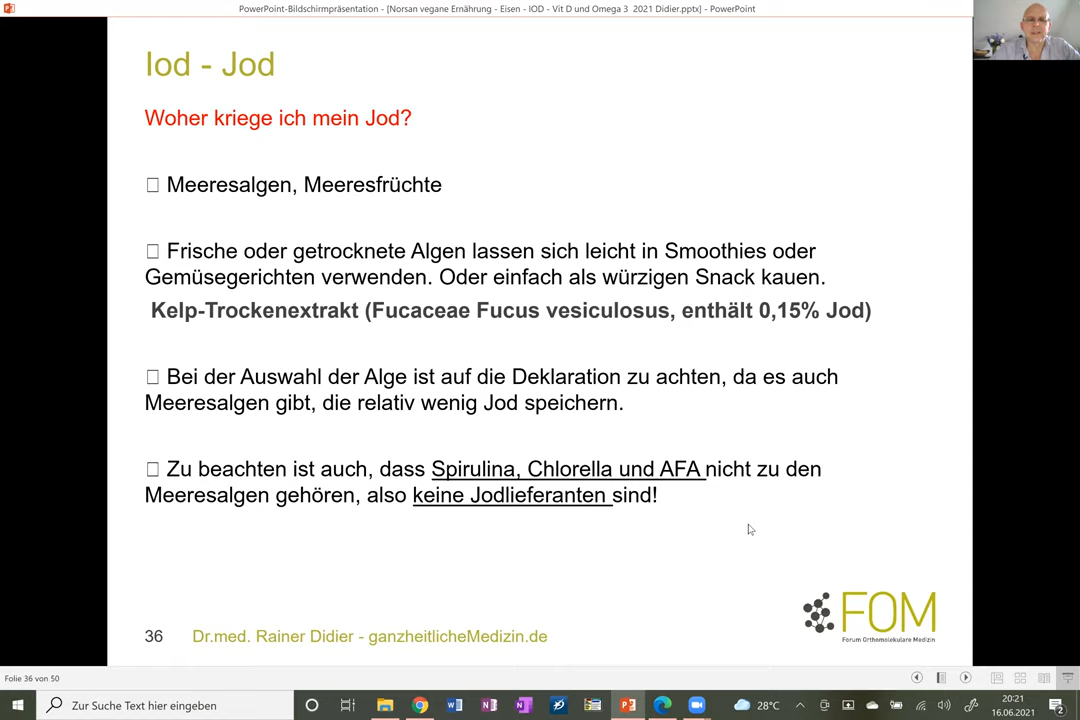 PowerPoint-Bildschirmpräsentation - [Norsan vegane Ernährung - Eisen - IOD - Vit D und Omega 3 2021 Didier.pptx] - PowerPoint
Iod - Jod
Woher kriege ich mein Jod?
Meeresalgen, Meeresfrüchte
Frische oder getrocknete Algen lassen sich leicht in Smoothies oder
Gemüsegerichten verwenden. Oder einfach als würzigen Snack kauen.
Kelp-Trockenextrakt (Fucaceae Fucus vesiculosus, enthält 0,15% Jod)
Bei der Auswahl der Alge ist auf die Deklaration zu achten, da es auch
Meeresalgen gibt, die relativ wenig Jod speichern.
Zu beachten ist auch, dass Spirulina, Chlorella und AFA nicht zu den
Meeresalgen gehören, also keine Jodlieferanten sind!
FOM
Forum Orthomolekulare Medizin
36 Dr.med. Rainer Didier - ganzheitlicheMedizin.de
Folie 36 von 50
Zur Suche Text hier eingeben
28°C
20:21
16.06.2021
2